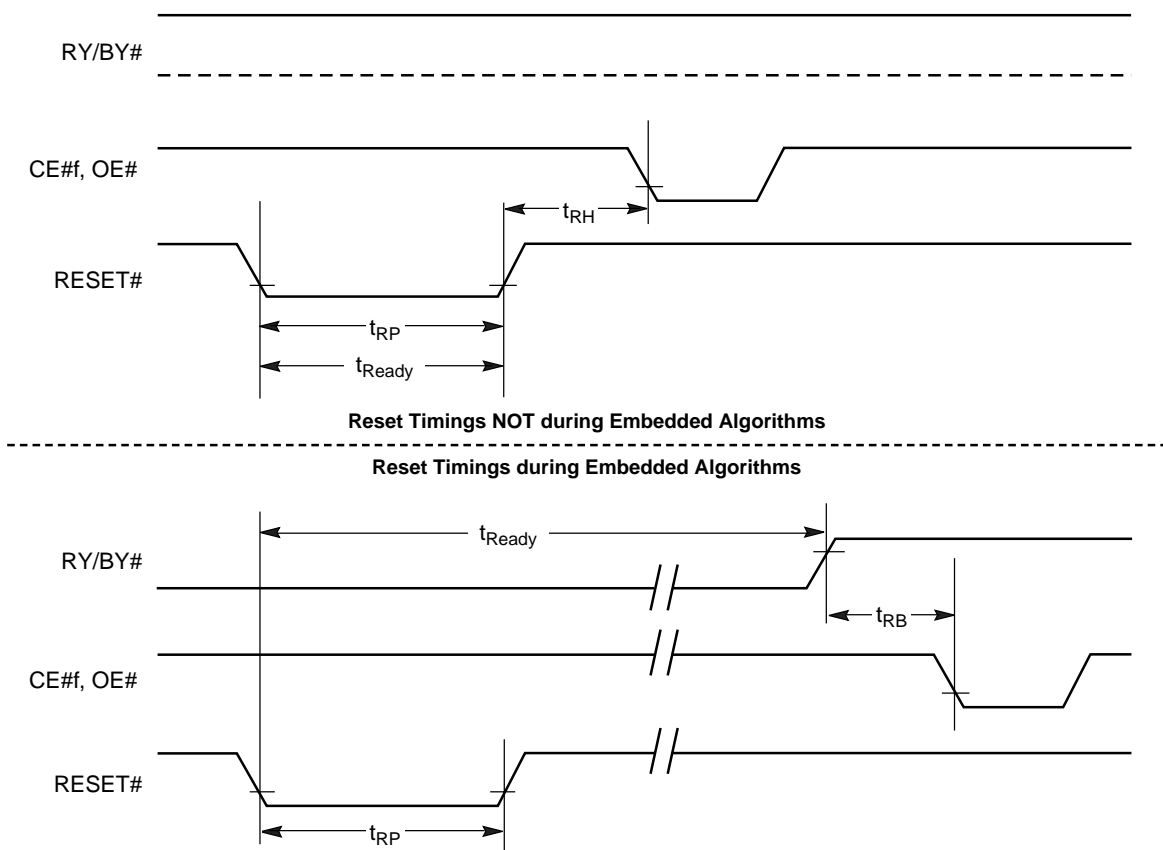 RY/BY#
CE#f, OE#
tRH
RESET#
tRP
tReady
Reset Timings NOT during Embedded Algorithms
Reset Timings during Embedded Algorithms
tReady
RY/BY#
tRB
CE#f, OE#
RESET#
tRP